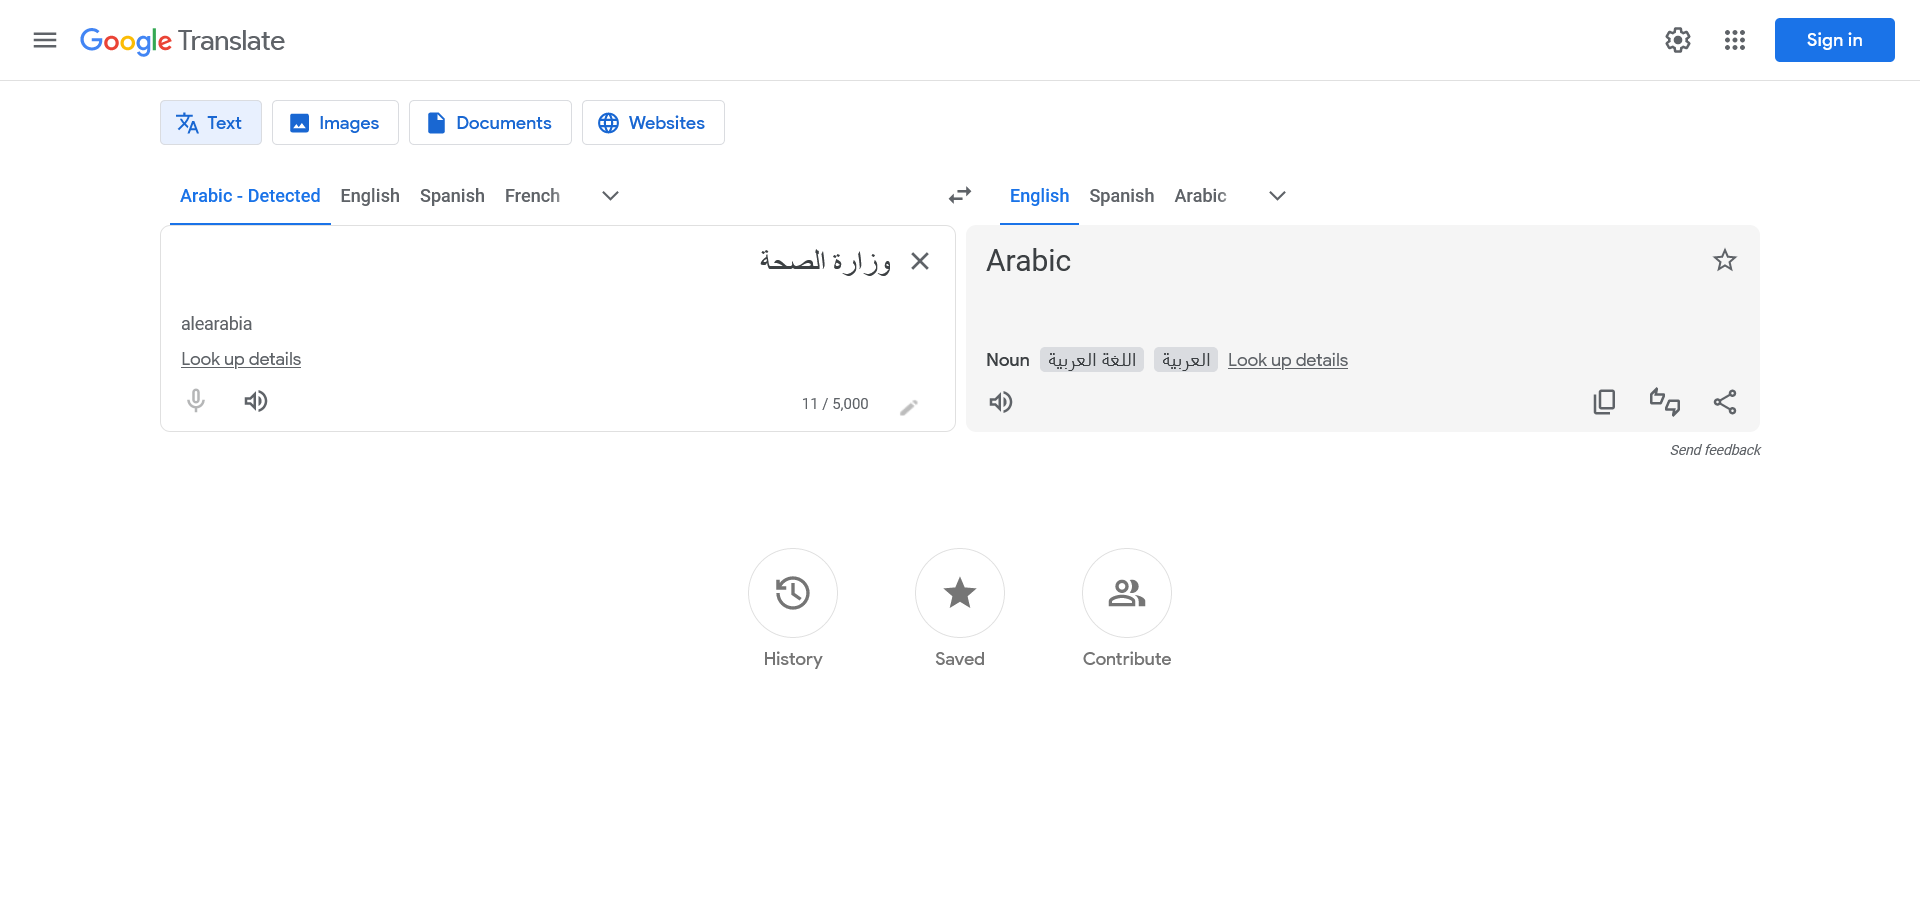 Google Translate
Sign in
Text
Images
Documents
Websites
Arabic - Detected
English
Spanish
French
English
Spanish
Arabic
وزارة الصحة
Arabic
alearabia
Look up details
Noun
اللغة العربية
العربية
Look up details
11 / 5,000
Send feedback
History
Saved
Contribute